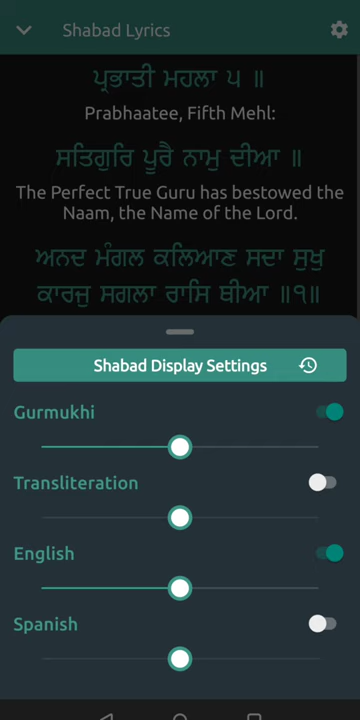 Shabad Lyrics
ਪ੍ਰਭਾਤੀ ਮਹਲਾ ੫ ॥
Prabhaatee, Fifth Mehl:
ਸਤਿਗੁਰਿ ਪੂਰੈ ਨਾਮੁ ਦੀਆ ॥
The Perfect True Guru has bestowed the
Naam, the Name of the Lord.
ਅਨਦ ਮੰਗਲ ਕਲਿਆਣ ਸਦਾ ਸੁਖੁ
ਕਾਰਜੁ ਸਗਲਾ ਰਾਸਿ ਥੀਆ ॥੧॥
Shabad Display Settings
Gurmukhi
Transliteration
English
Spanish